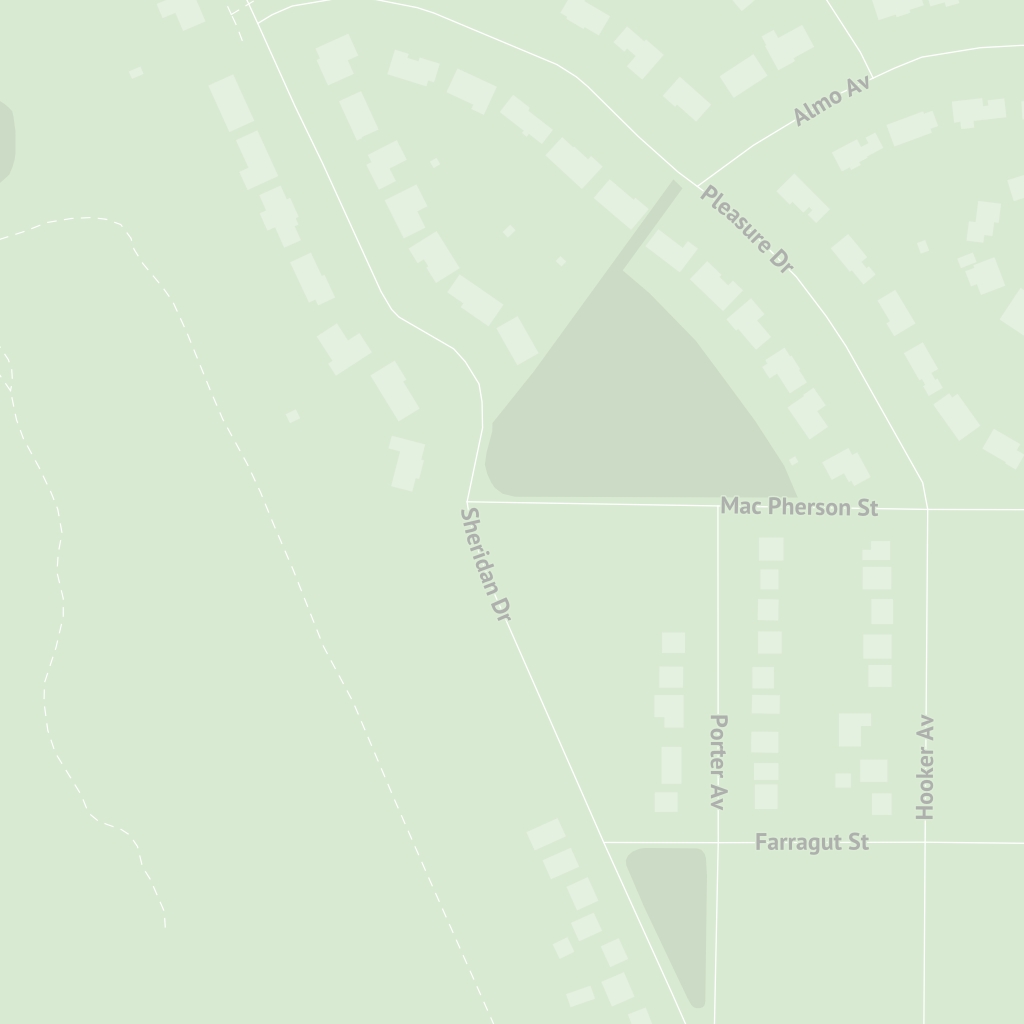 Almo Av
Pleasure Dr
Mac Pherson St
Sheridan Dr
Porter Av
Hooker Av
Farragut St